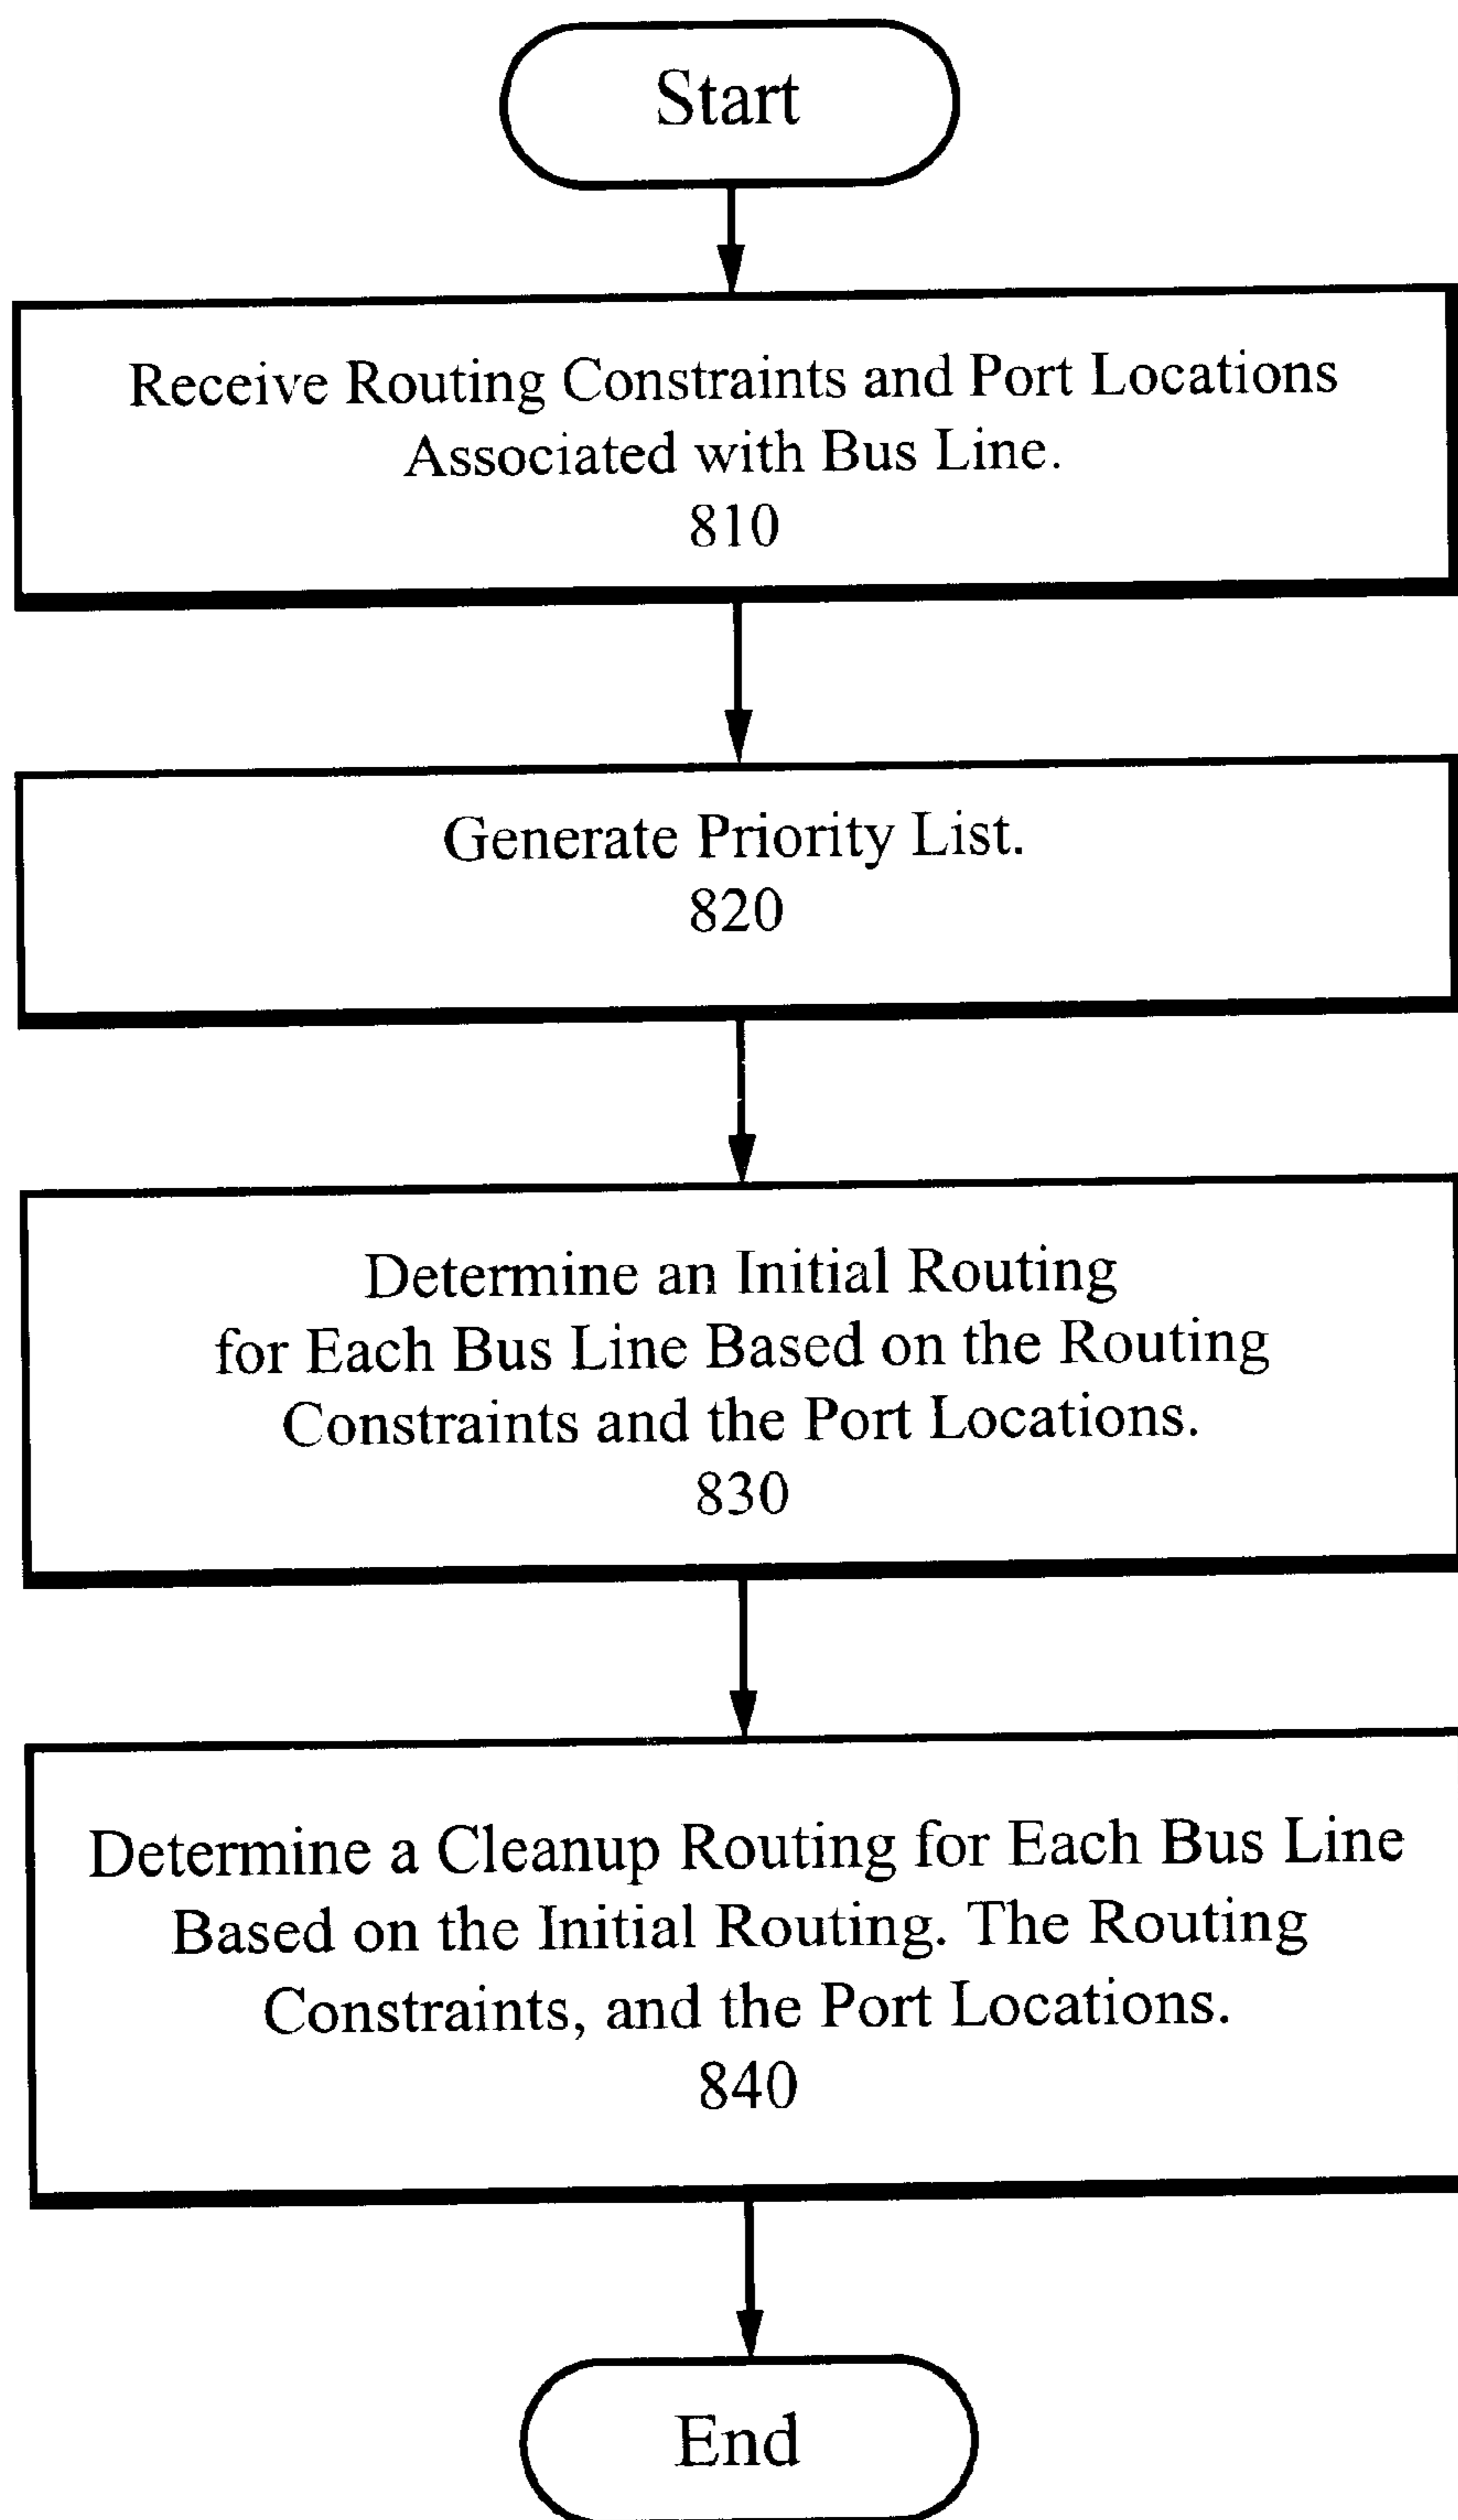 Start
Receive Routing Constraints and Port Locations
Associated with Bus Line.
810
Generate Priority List.
820
Determine an Initial Routing
for Each Bus Line Based on the Routing
Constraints and the Port Locations.
830
Determine a Cleanup Routing for Each Bus Line
Based on the Initial Routing. The Routing
Constraints, and the Port Locations.
840
End